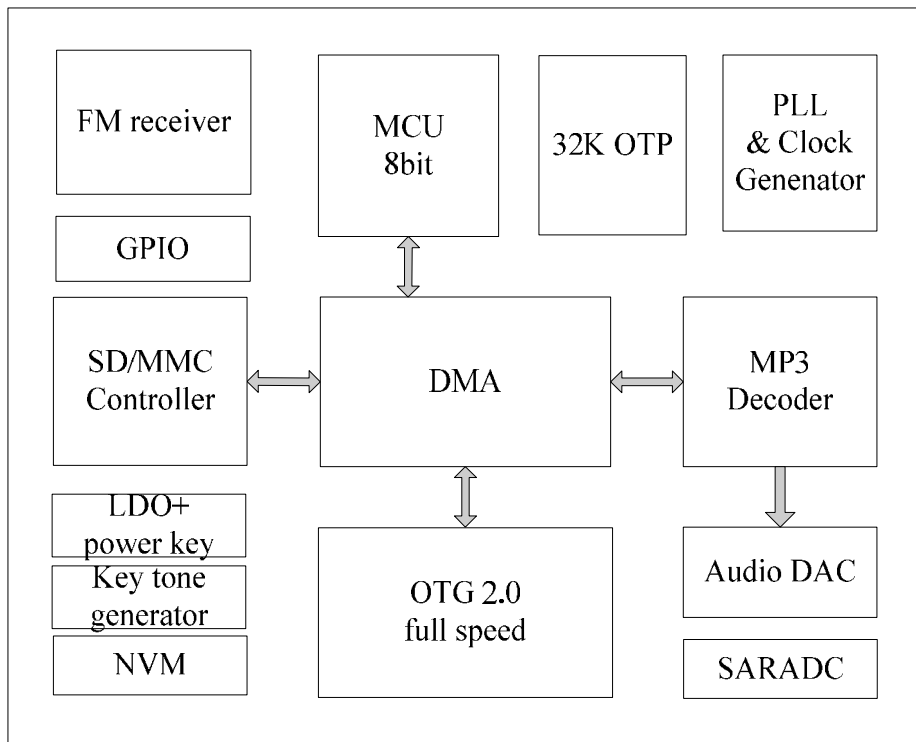 FM receiver
MCU
8bit
32K OTP
PLL
& Clock
Genenator
GPIO
SD/MMC
Controller
DMA
MP3
Decoder
LDO+
power key
Key tone
generator
NVM
OTG 2.0
full speed
Audio DAC
SARADC